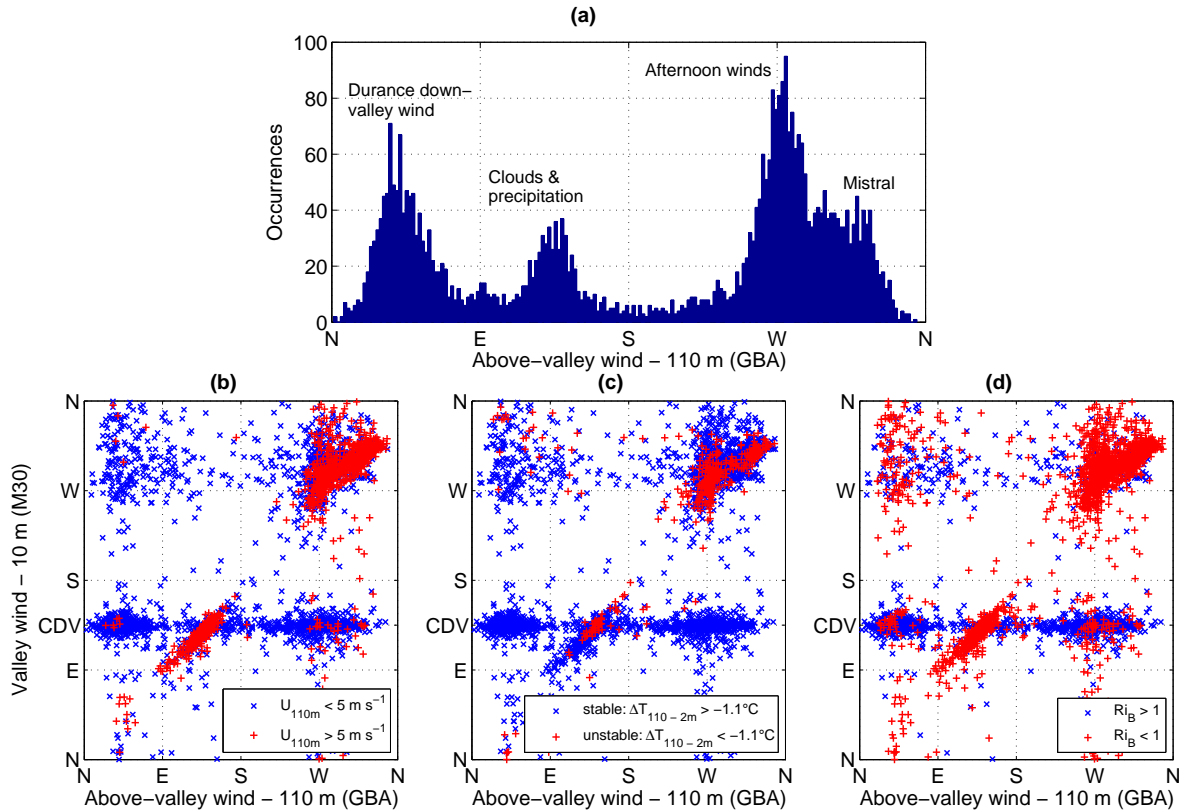 (a)
Durance down−
valley wind
Clouds &
precipitation
Afternoon winds
Mistral
Occurrences
100
80
60
40
20
0
N
E
S
W
N
Above−valley wind − 110 m (GBA)
(b)
(c)
(d)
Valley wind − 10 m (M30)
N
W
S
CDV
E
N
N
E
S
W
N
U110m < 5 m s−1
U110m > 5 m s−1
Above−valley wind − 110 m (GBA)
N
W
S
CDV
E
N
N
E
S
W
N
stable: ΔT110 − 2m > −1.1°C
unstable: ΔT110 − 2m < −1.1°C
Above−valley wind − 110 m (GBA)
N
W
S
CDV
E
N
N
E
S
W
N
RiB > 1
RiB < 1
Above−valley wind − 110 m (GBA)